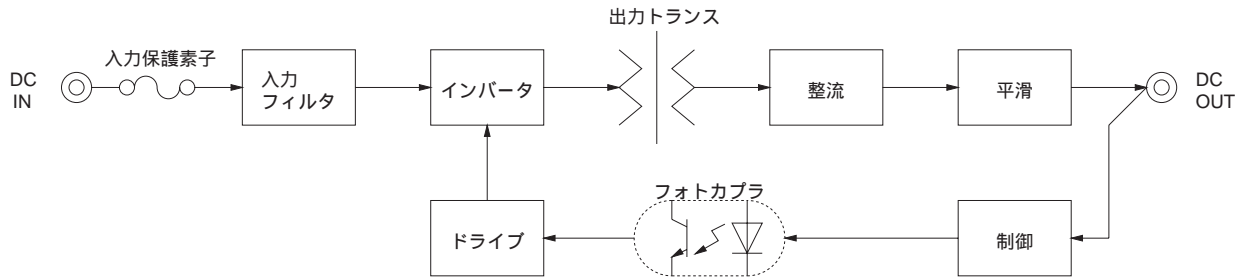 出力トランス
入力保護素子
DC
IN
入力
フィルタ
インバータ
整流
平滑
DC
OUT
フォトカプラ
ドライブ
制御